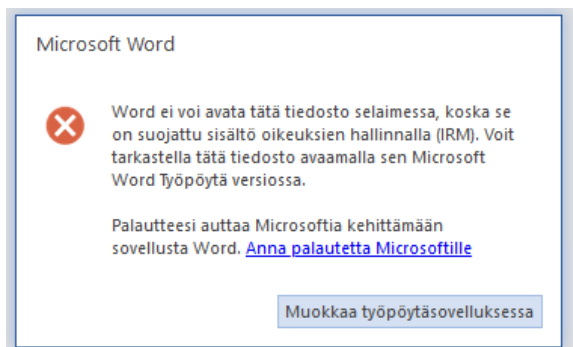 Microsoft Word
Word ei voi avata tätä tiedosto selaimessa, koska se
on suojattu sisältö oikeuksien hallinnalla (IRM). Voit
tarkastella tätä tiedosto avaamalla sen Microsoft
Word Työpöytä versiossa.
Palautteesi auttaa Microsoftia kehittämään
sovellusta Word. Anna palautetta Microsoftille
Muokkaa työpöytäsovelluksessa